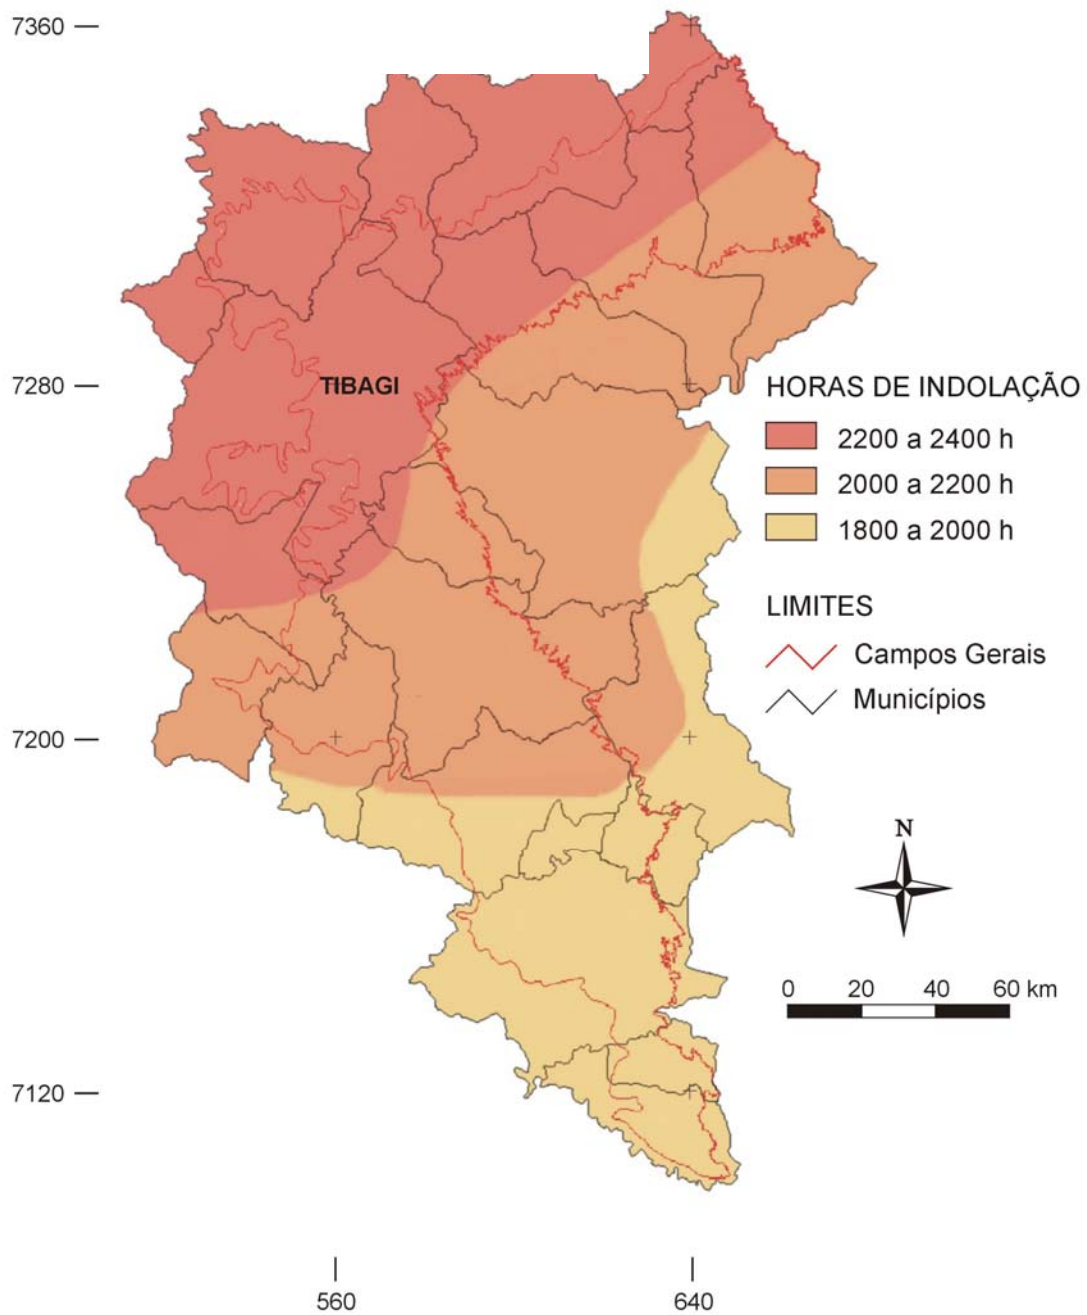 7360
7280
TIBAGI
HORAS DE INDOLAÇÃO
2200 a 2400 h
2000 a 2200 h
1800 a 2000 h
LIMITES
Campos Gerais
Municípios
7200
N
0 20 40 60 km
7120
560 640